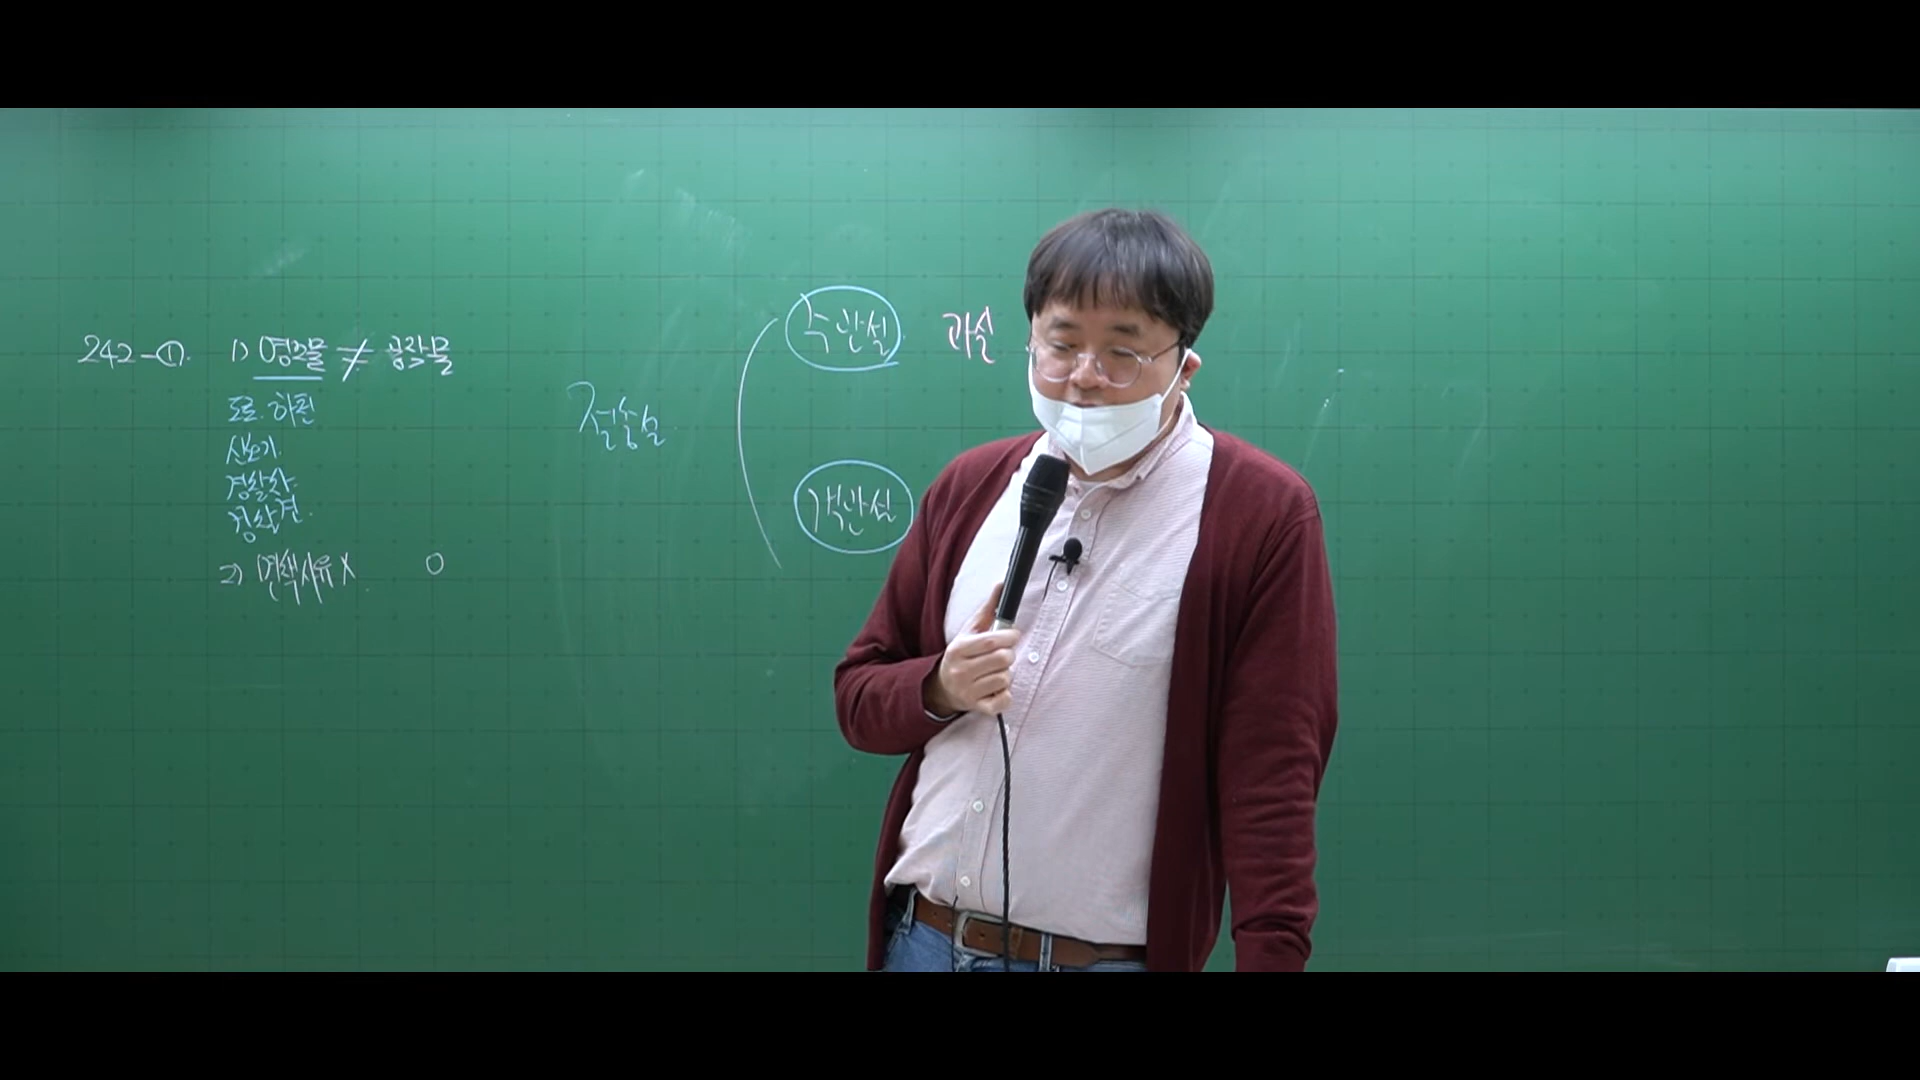 242-①. 1) 영조물 ≠ 공작물
도로. 하천
신호기.
경찰차.
경찰견.
2) 면책사유 X. O
절충설.
주관설 과실
객관설